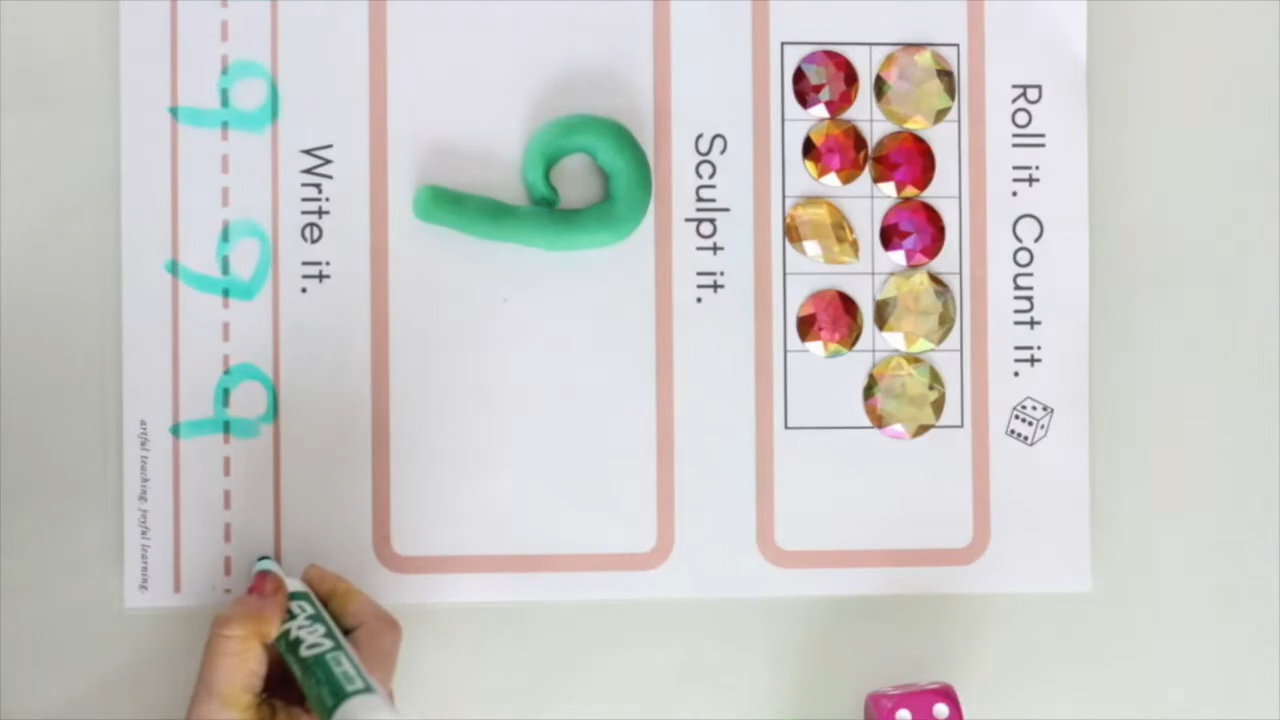 Roll it. Count it.
Sculpt it.
Write it.
9 9 9
artful teaching. joyful learning.
EXPO